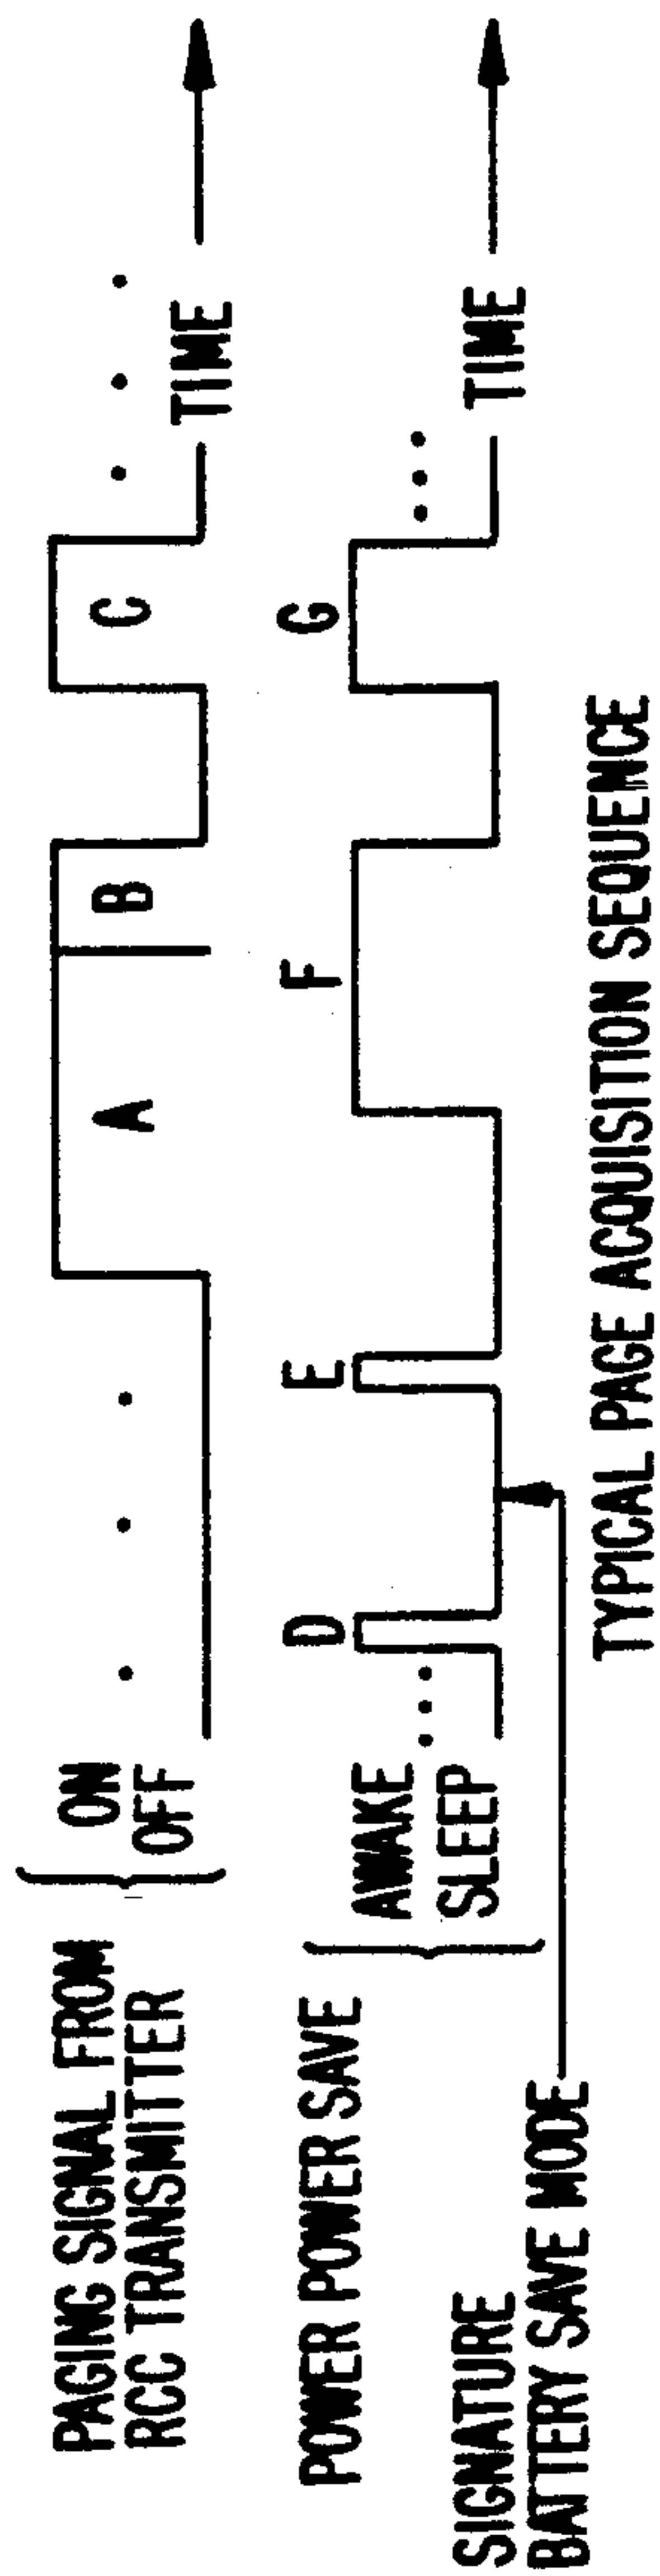 PAGING SIGNAL FROM
RCC TRANSMITTER
ON
OFF
A
B
C
TIME
POWER POWER SAVE
AWAKE
SLEEP
D
E
F
G
TIME
SIGNATURE
BATTERY SAVE MODE
TYPICAL PAGE ACQUISITION SEQUENCE